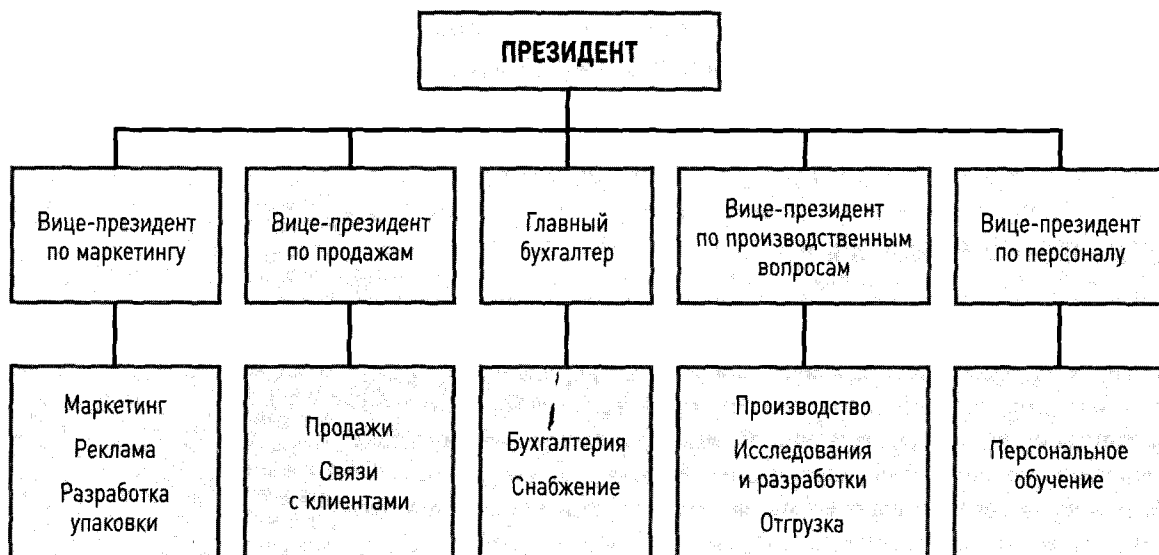 ПРЕЗИДЕНТ
Вице-президент
по маркетингу
Вице-президент
по продажам
Главный
бухгалтер
Вице-президент
по производственным
вопросам
Вице-президент
по персоналу
Маркетинг
Реклама
Разработка
упаковки
Продажи
Связи
с клиентами
Бухгалтерия
Снабжение
Производство
Исследования
и разработки
Отгрузка
Персональное
обучение